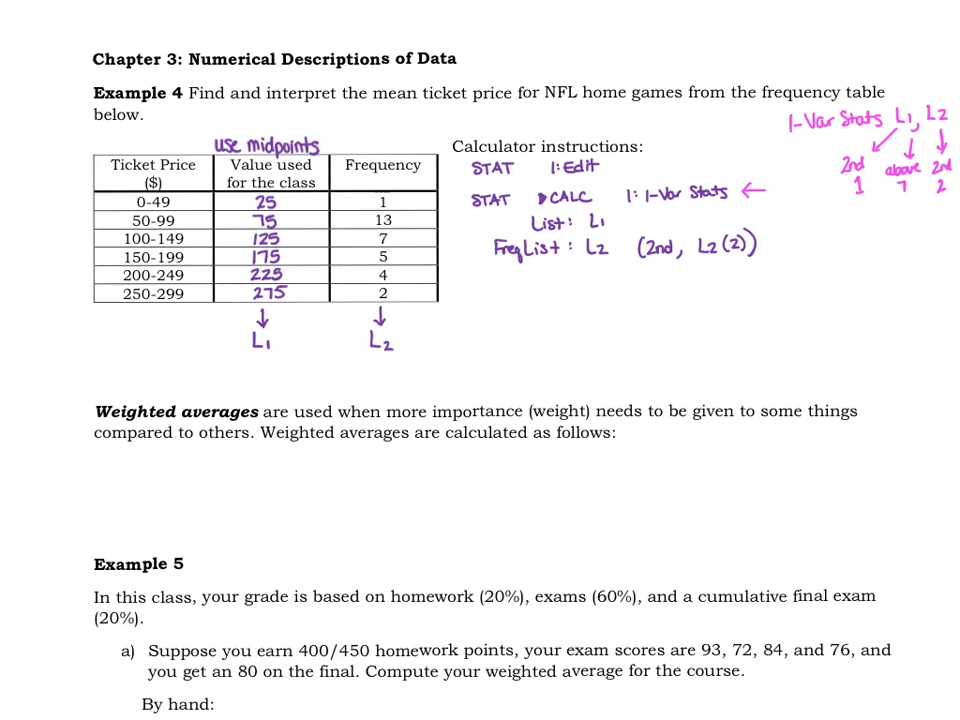 Chapter 3: Numerical Descriptions of Data
Example 4 Find and interpret the mean ticket price for NFL home games from the frequency table
below.
1-Var Stats L1, L2
2nd above 2nd
1 7 2
use midpoints
Calculator instructions:
STAT 1:Edit
STAT ▶CALC 1: 1-Var Stats ←
List: L1
FreqList: L2 (2nd, L2(2))
Ticket Price Value used Frequency
($) for the class
0-49 25 1
50-99 75 13
100-149 125 7
150-199 175 5
200-249 225 4
250-299 275 2
↓ ↓
L1 L2
Weighted averages are used when more importance (weight) needs to be given to some things
compared to others. Weighted averages are calculated as follows:
Example 5
In this class, your grade is based on homework (20%), exams (60%), and a cumulative final exam
(20%).
a) Suppose you earn 400/450 homework points, your exam scores are 93, 72, 84, and 76, and
you get an 80 on the final. Compute your weighted average for the course.
By hand: